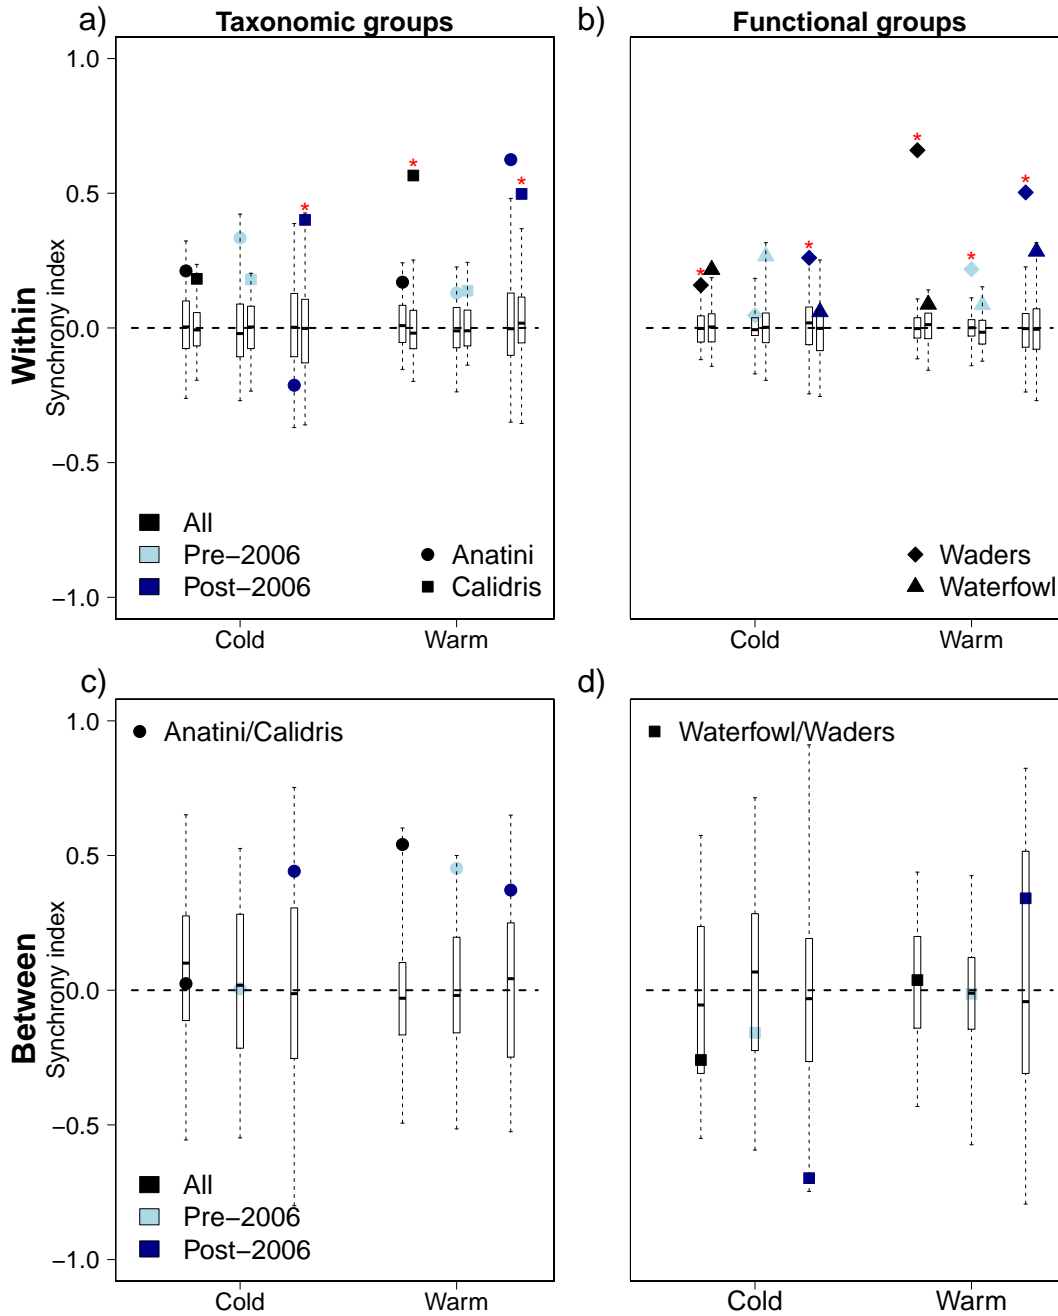 a)
Taxonomic groups
b)
Functional groups
Within
Synchrony index
1.0
0.5
0.0
−0.5
−1.0
* * * *
* * * * *
All
Pre−2006
Post−2006
Anatini
Calidris
Waders
Waterfowl
Cold
Warm
Cold
Warm
c)
d)
Between
Synchrony index
1.0
0.5
0.0
−0.5
−1.0
Anatini/Calidris
Waterfowl/Waders
All
Pre−2006
Post−2006
Cold
Warm
Cold
Warm